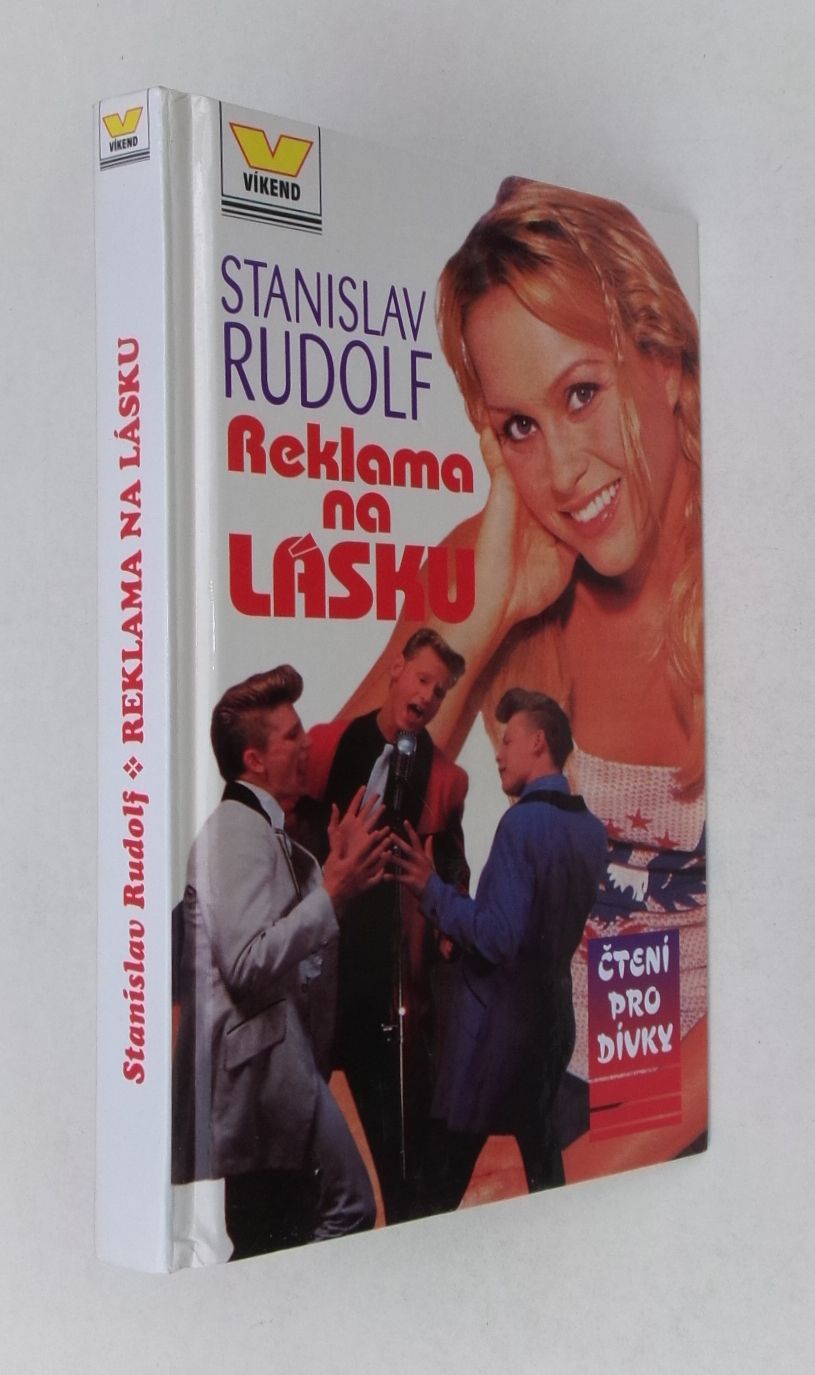 VÍKEND
Stanislav Rudolf ❖ REKLAMA NA LÁSKU
VÍKEND
STANISLAV
RUDOLF
Reklama
na
LÁSKU
ČTENÍ
PRO
DÍVKY